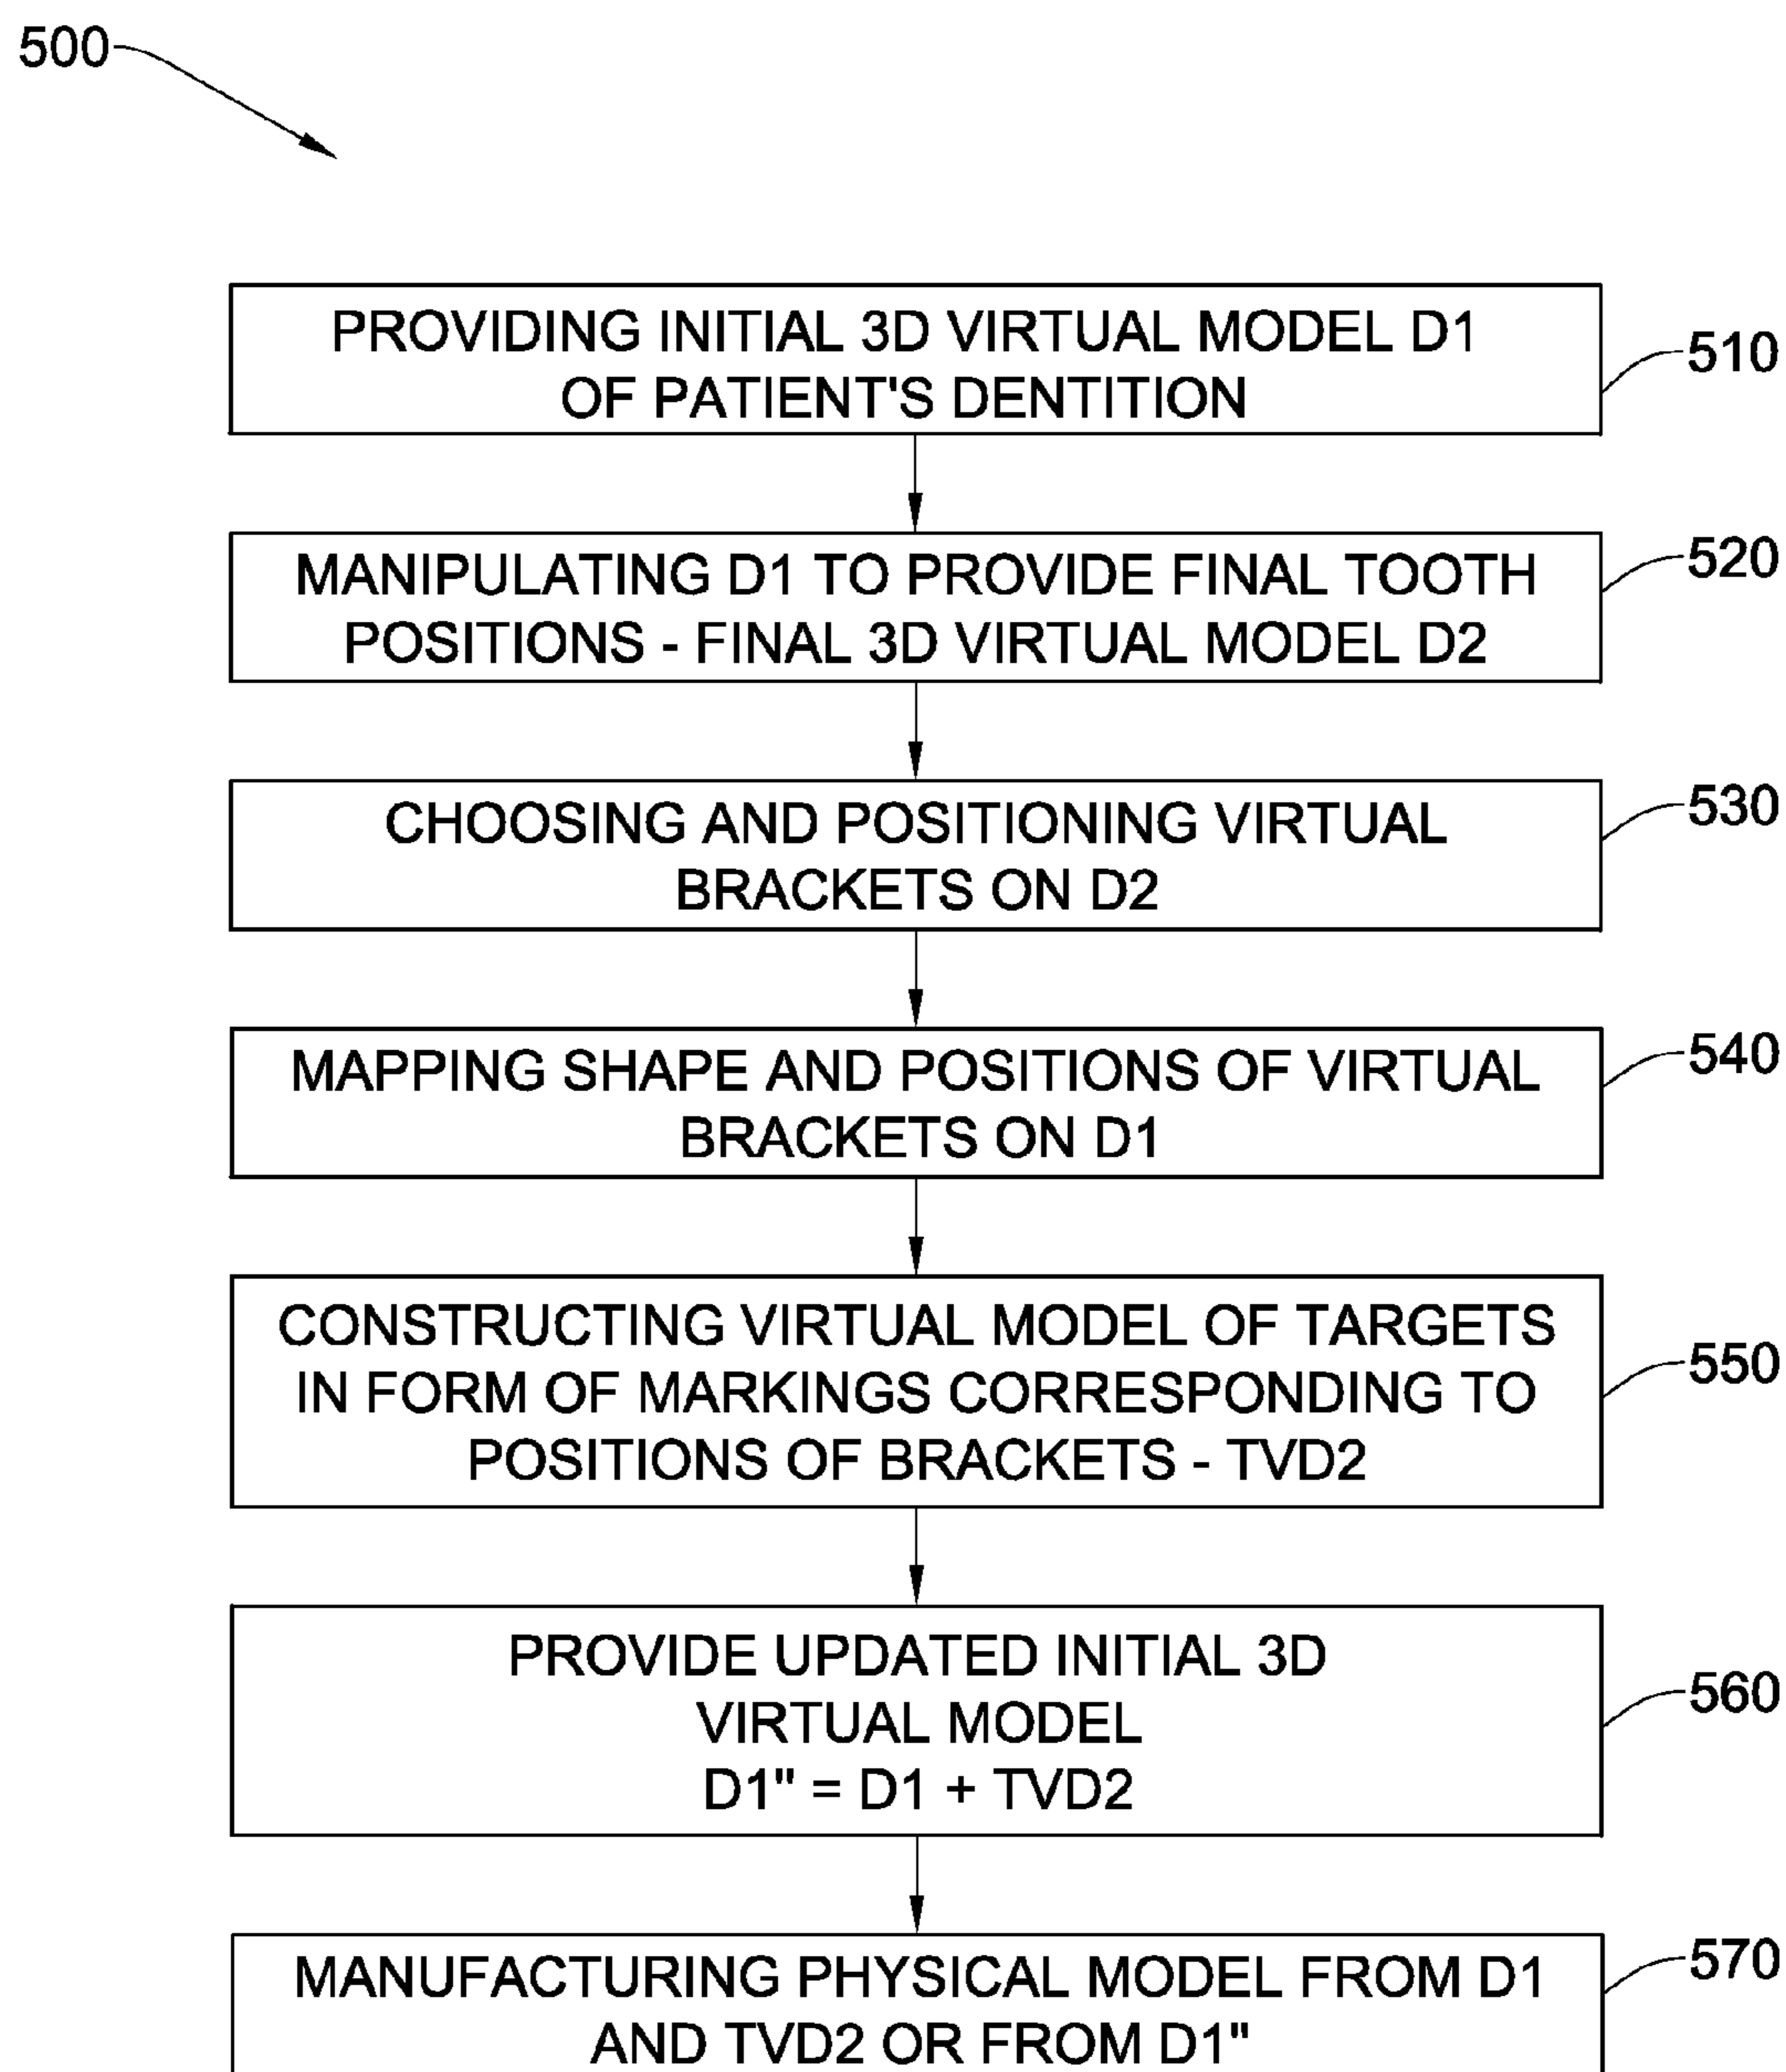 500
PROVIDING INITIAL 3D VIRTUAL MODEL D1
OF PATIENT'S DENTITION
510
MANIPULATING D1 TO PROVIDE FINAL TOOTH
POSITIONS - FINAL 3D VIRTUAL MODEL D2
520
CHOOSING AND POSITIONING VIRTUAL
BRACKETS ON D2
530
MAPPING SHAPE AND POSITIONS OF VIRTUAL
BRACKETS ON D1
540
CONSTRUCTING VIRTUAL MODEL OF TARGETS
IN FORM OF MARKINGS CORRESPONDING TO
POSITIONS OF BRACKETS - TVD2
550
PROVIDE UPDATED INITIAL 3D
VIRTUAL MODEL
D1" = D1 + TVD2
560
MANUFACTURING PHYSICAL MODEL FROM D1
AND TVD2 OR FROM D1"
570